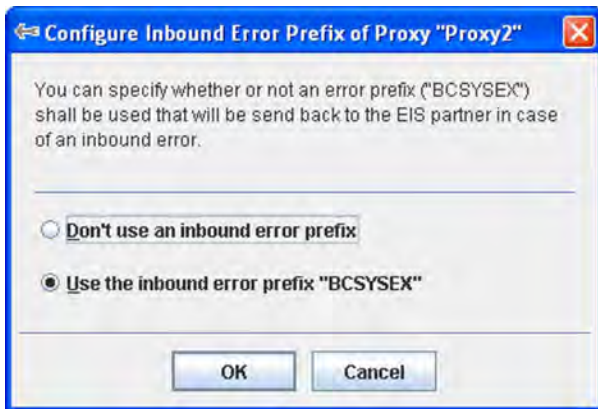 Configure Inbound Error Prefix of Proxy "Proxy2"
You can specify whether or not an error prefix ("BCSYSEX")
shall be used that will be send back to the EIS partner in case
of an inbound error.
Don't use an inbound error prefix
Use the inbound error prefix "BCSYSEX"
OK Cancel